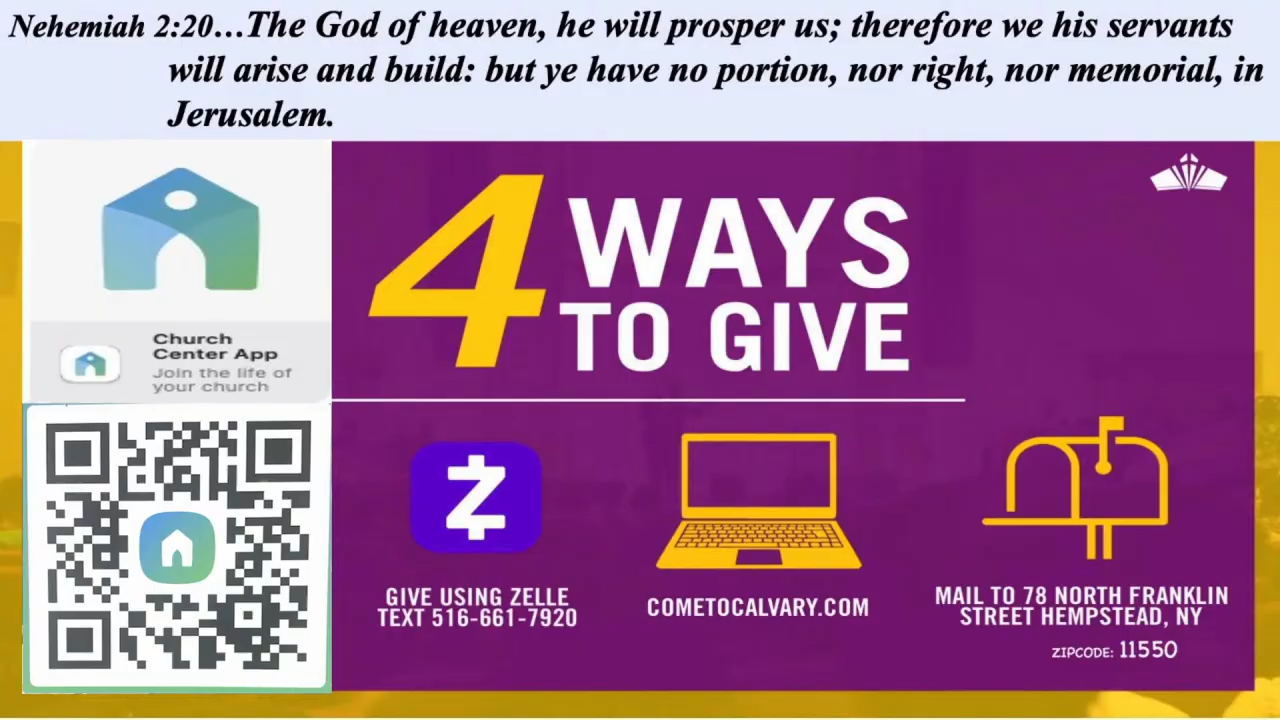 Nehemiah 2:20...The God of heaven, he will prosper us; therefore we his servants
will arise and build: but ye have no portion, nor right, nor memorial, in
Jerusalem.
Church
Center App
Join the life of
your church
4 WAYS
TO GIVE
GIVE USING ZELLE
TEXT 516-661-7920
COMETOCALVARY.COM
MAIL TO 78 NORTH FRANKLIN
STREET HEMPSTEAD, NY
ZIPCODE: 11550